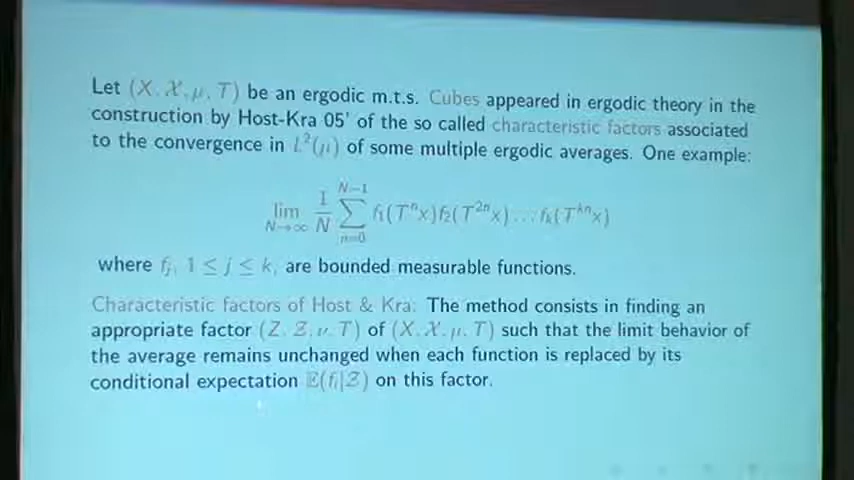 Let (X, 𝒳, μ, T) be an ergodic m.t.s. Cubes appeared in ergodic theory in the
construction by Host-Kra 05' of the so called characteristic factors associated
to the convergence in L²(μ) of some multiple ergodic averages. One example:
lim_{N→∞} 1/N ∑_{n=0}^{N−1} f₁(Tⁿx)f₂(T²ⁿx)...f_k(T^{kn}x)
where f_j, 1 ≤ j ≤ k, are bounded measurable functions.
Characteristic factors of Host & Kra: The method consists in finding an
appropriate factor (Z, 𝒵, ν, T) of (X, 𝒳, μ, T) such that the limit behavior of
the average remains unchanged when each function is replaced by its
conditional expectation 𝔼(f_i|𝒵) on this factor.